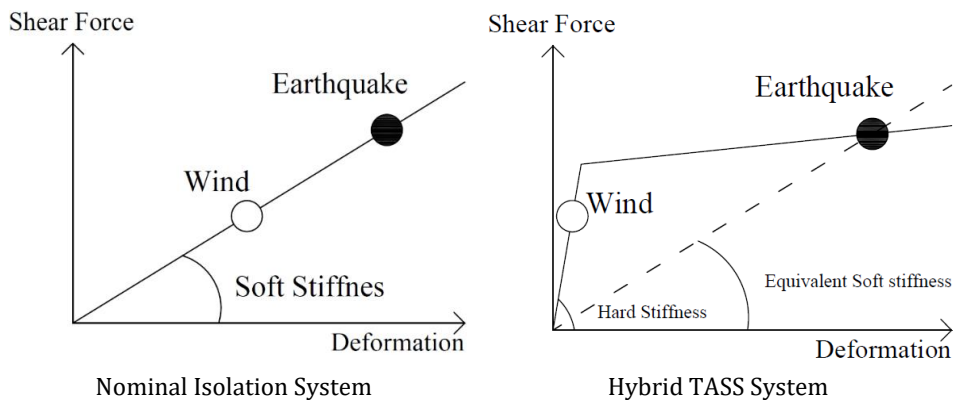 Shear Force
Earthquake
Wind
Soft Stiffnes
Deformation
Nominal Isolation System
Shear Force
Earthquake
Wind
Equivalent Soft stiffness
Hard Stiffness
Deformation
Hybrid TASS System